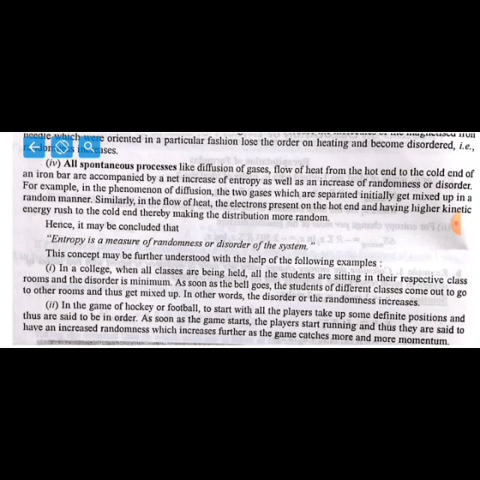 needle which were oriented in a particular fashion lose the order on heating and become disordered, i.e.,
(iv) All spontaneous processes like diffusion of gases, flow of heat from the hot end to the cold end of
an iron bar are accompanied by a net increase of entropy as well as an increase of randomness or disorder.
For example, in the phenomenon of diffusion, the two gases which are separated initially get mixed up in a
random manner. Similarly, in the flow of heat, the electrons present on the hot end and having higher kinetic
energy rush to the cold end thereby making the distribution more random.
Hence, it may be concluded that
"Entropy is a measure of randomness or disorder of the system."
This concept may be further understood with the help of the following examples :
(i) In a college, when all classes are being held, all the students are sitting in their respective class
rooms and the disorder is minimum. As soon as the bell goes, the students of different classes come out to go
to other rooms and thus get mixed up. In other words, the disorder or the randomness increases.
(ii) In the game of hockey or football, to start with all the players take up some definite positions and
thus are said to be in order. As soon as the game starts, the players start running and thus they are said to
have an increased randomness which increases further as the game catches more and more momentum.